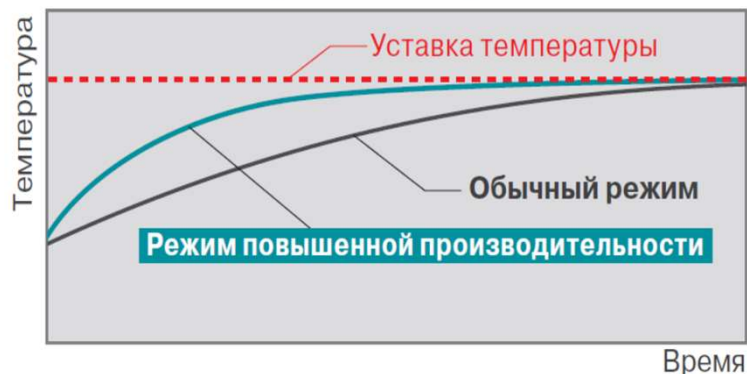 Температура
Уставка температуры
Обычный режим
Режим повышенной производительности
Время